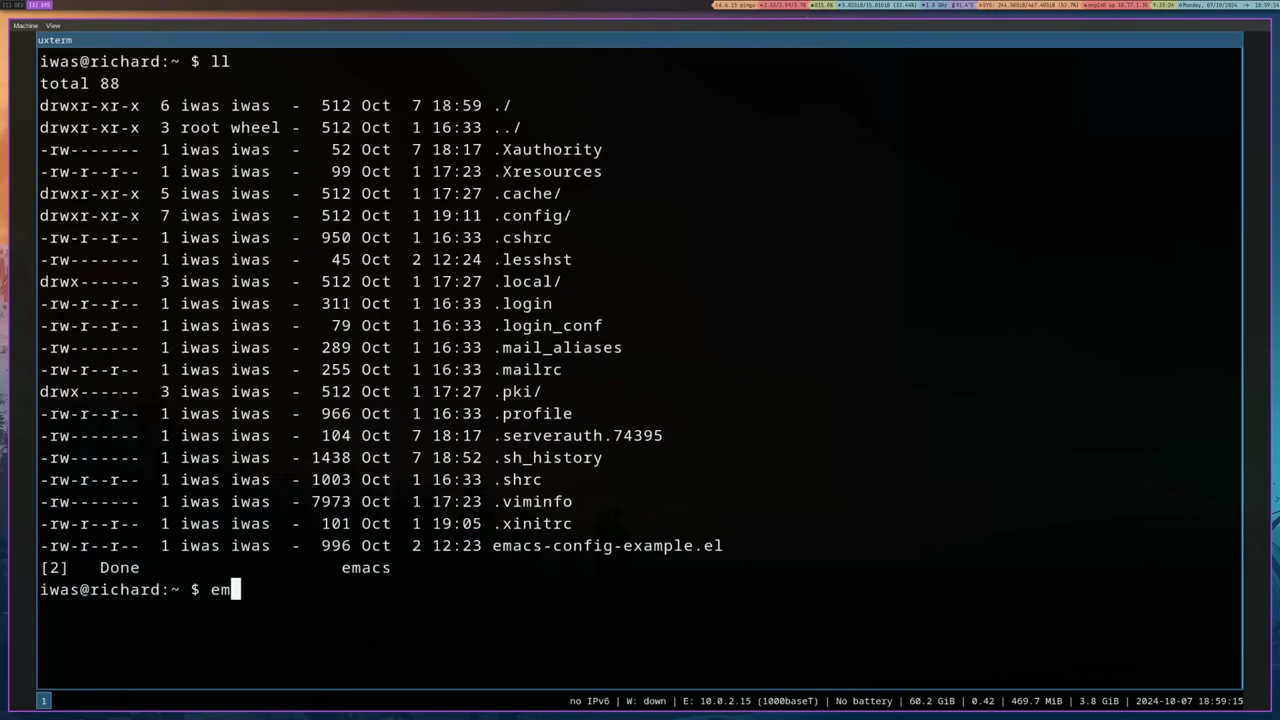 [1] DEV [3] SYS
Machine View
uxterm
iwas@richard:~ $ ll
total 88
drwxr-xr-x 6 iwas iwas - 512 Oct 7 18:59 ./
drwxr-xr-x 3 root wheel - 512 Oct 1 16:33 ../
-rw------- 1 iwas iwas - 52 Oct 7 18:17 .Xauthority
-rw-r--r-- 1 iwas iwas - 99 Oct 1 17:23 .Xresources
drwxr-xr-x 5 iwas iwas - 512 Oct 1 17:27 .cache/
drwxr-xr-x 7 iwas iwas - 512 Oct 1 19:11 .config/
-rw-r--r-- 1 iwas iwas - 950 Oct 1 16:33 .cshrc
-rw------- 1 iwas iwas - 45 Oct 2 12:24 .lesshst
drwx------ 3 iwas iwas - 512 Oct 1 17:27 .local/
-rw-r--r-- 1 iwas iwas - 311 Oct 1 16:33 .login
-rw-r--r-- 1 iwas iwas - 79 Oct 1 16:33 .login_conf
-rw------- 1 iwas iwas - 289 Oct 1 16:33 .mail_aliases
-rw-r--r-- 1 iwas iwas - 255 Oct 1 16:33 .mailrc
drwx------ 3 iwas iwas - 512 Oct 1 17:27 .pki/
-rw-r--r-- 1 iwas iwas - 966 Oct 1 16:33 .profile
-rw------- 1 iwas iwas - 104 Oct 7 18:17 .serverauth.74395
-rw------- 1 iwas iwas - 1438 Oct 7 18:52 .sh_history
-rw-r--r-- 1 iwas iwas - 1003 Oct 1 16:33 .shrc
-rw------- 1 iwas iwas - 7973 Oct 1 17:23 .viminfo
-rw-r--r-- 1 iwas iwas - 101 Oct 1 19:05 .xinitrc
-rw-r--r-- 1 iwas iwas - 996 Oct 2 12:23 emacs-config-example.el
[2] Done emacs
iwas@richard:~ $ em
1 no IPv6 | W: down | E: 10.0.2.15 (1000baseT) | No battery | 60.2 GiB | 0.42 | 469.7 MiB | 3.8 GiB | 2024-10-07 18:59:15